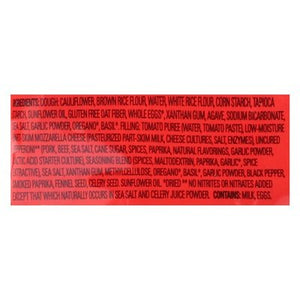 INGREDIENTS: DOUGH: CAULIFLOWER, BROWN RICE FLOUR, WATER, WHITE RICE FLOUR, CORN STARCH, TAPIOCA
STARCH, SUNFLOWER OIL, GLUTEN FREE OAT FIBER, WHOLE EGGS, XANTHAN GUM, AGAVE, SODIUM BICARBONATE,
SEA SALT, GARLIC POWDER, OREGANO*, BASIL*. FILLING: TOMATO PUREE (WATER, TOMATO PASTE), LOW-MOISTURE
PART-SKIM MOZZARELLA CHEESE (PASTEURIZED PART-SKIM MILK, CHEESE CULTURES, SALT, ENZYMES), UNCURED
PEPPERONI** (PORK, BEEF, SEA SALT, CANE SUGAR, SPICES, PAPRIKA, NATURAL FLAVORINGS, GARLIC POWDER,
LACTIC ACID STARTER CULTURE), SEASONING BLEND (SPICES, MALTODEXTRIN, PAPRIKA, GARLIC*, SPICE
EXTRACTIVE), SEA SALT, XANTHAN GUM, METHYLCELLULOSE, OREGANO*, BASIL*, GARLIC POWDER, BLACK PEPPER,
SMOKED PAPRIKA, FENNEL SEED, CELERY SEED. SUNFLOWER OIL. *DRIED **NO NITRITES OR NITRATES ADDED
EXCEPT THAT WHICH NATURALLY OCCURS IN SEA SALT AND CELERY JUICE POWDER. CONTAINS: MILK, EGGS.